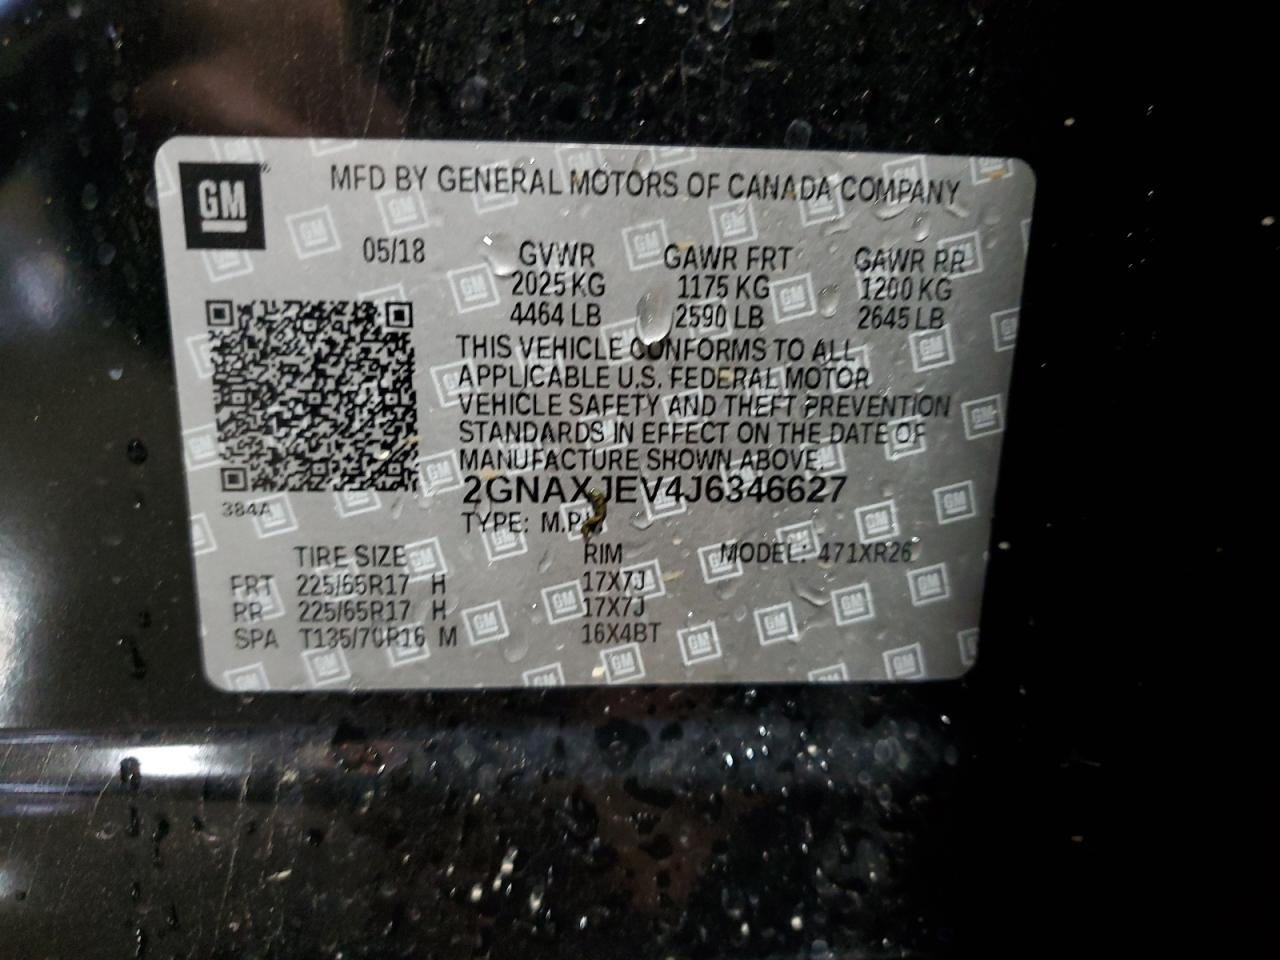 GM
MFD BY GENERAL MOTORS OF CANADA COMPANY
05/18 GVWR GAWR FRT GAWR RR
2025 KG 1175 KG 1200 KG
4464 LB 2590 LB 2645 LB
THIS VEHICLE CONFORMS TO ALL
APPLICABLE U.S. FEDERAL MOTOR
VEHICLE SAFETY AND THEFT PREVENTION
STANDARDS IN EFFECT ON THE DATE OF
MANUFACTURE SHOWN ABOVE.
2GNAXJEV4J6346627
384A
TYPE:
TIRE SIZE RIM MODEL: 471XR26
FRT 225/65R17 H 17X7J
RR 225/65R17 H 17X7J
SPA T135/70R16 M 16X4BT